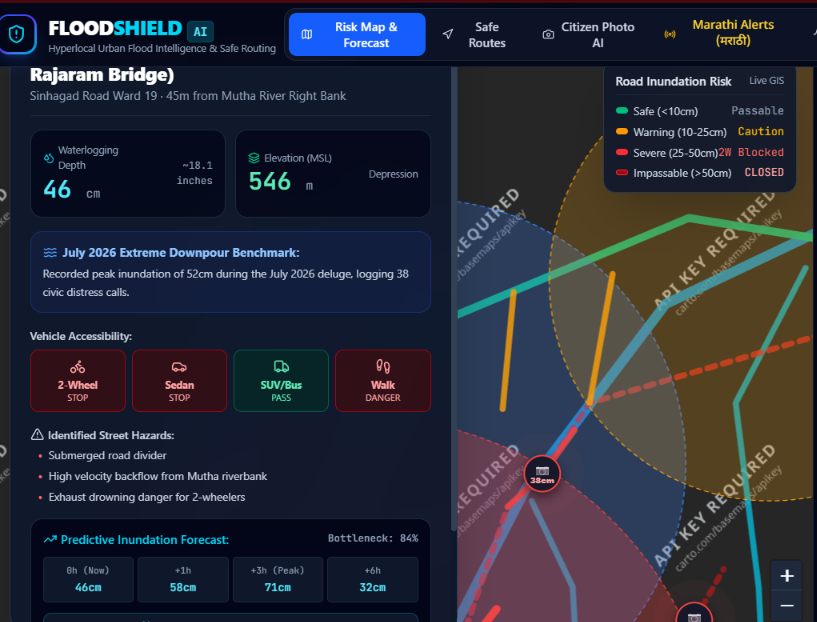 FLOODSHIELD AI
Hyperlocal Urban Flood Intelligence & Safe Routing
Risk Map &
Forecast
Safe
Routes
Citizen Photo
AI
Marathi Alerts
(मराठी)
Rajaram Bridge)
Sinhagad Road Ward 19 · 45m from Mutha River Right Bank
Waterlogging
Depth
46 cm
~18.1
inches
Elevation (MSL)
546 m
Depression
July 2026 Extreme Downpour Benchmark:
Recorded peak inundation of 52cm during the July 2026 deluge, logging 38
civic distress calls.
Vehicle Accessibility:
2-Wheel
STOP
Sedan
STOP
SUV/Bus
PASS
Walk
DANGER
Identified Street Hazards:
• Submerged road divider
• High velocity backflow from Mutha riverbank
• Exhaust drowning danger for 2-wheelers
Predictive Inundation Forecast:
Bottleneck: 84%
0h (Now)
46cm
+1h
58cm
+3h (Peak)
71cm
+6h
32cm
Road Inundation Risk Live GIS
Safe (<10cm) Passable
Warning (10-25cm) Caution
Severe (25-50cm) 2W Blocked
Impassable (>50cm) CLOSED
REQUIRED
/basemaps/apikey
API KEY REQUIRED
carto.com/basemaps/apikey
REQUIRED
/basemaps/apikey
API KEY REQUIRED
carto.com/basemaps/apikey
38cm
+
−